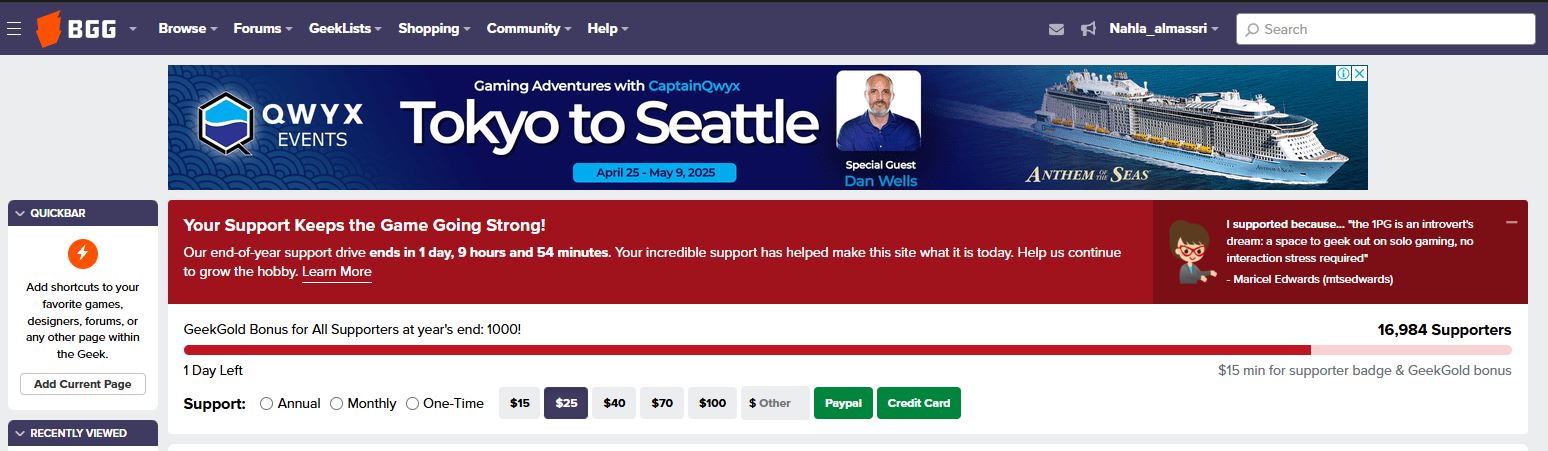 BGG
Browse
Forums
GeekLists
Shopping
Community
Help
Nahla_almassri
Search
QWYX
EVENTS
Gaming Adventures with CaptainQwyx
Tokyo to Seattle
April 25 - May 9, 2025
Special Guest
Dan Wells
ANTHEM OF THE SEAS
QUICKBAR
Add shortcuts to your
favorite games,
designers, forums, or
any other page within
the Geek.
Add Current Page
RECENTLY VIEWED
Your Support Keeps the Game Going Strong!
Our end-of-year support drive ends in 1 day, 9 hours and 54 minutes. Your incredible support has helped make this site what it is today. Help us continue
to grow the hobby. Learn More
I supported because... "the 1PG is an introvert's
dream: a space to geek out on solo gaming, no
interaction stress required"
- Maricel Edwards (mtsedwards)
GeekGold Bonus for All Supporters at year's end: 1000!
16,984 Supporters
1 Day Left
$15 min for supporter badge & GeekGold bonus
Support:
Annual
Monthly
One-Time
$15
$25
$40
$70
$100
$ Other
Paypal
Credit Card